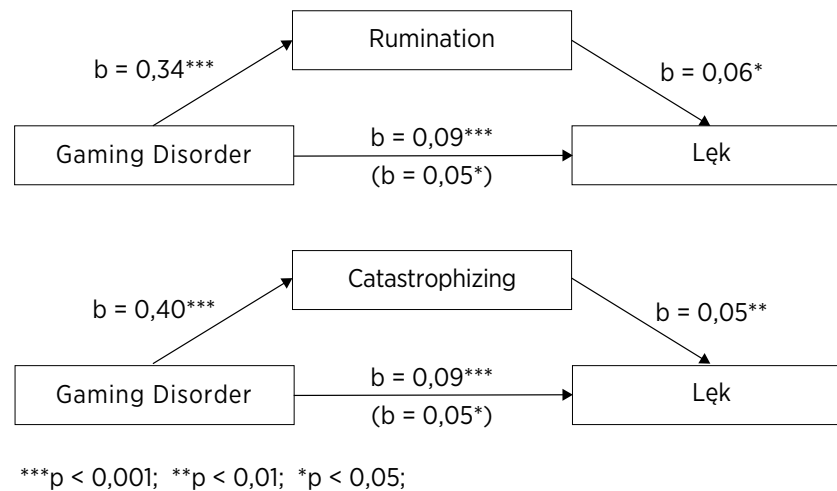 Rumination
b = 0,34***
b = 0,06*
Gaming Disorder
b = 0,09***
(b = 0,05*)
Lęk
Catastrophizing
b = 0,40***
b = 0,05**
Gaming Disorder
b = 0,09***
(b = 0,05*)
Lęk
***p < 0,001; **p < 0,01; *p < 0,05;